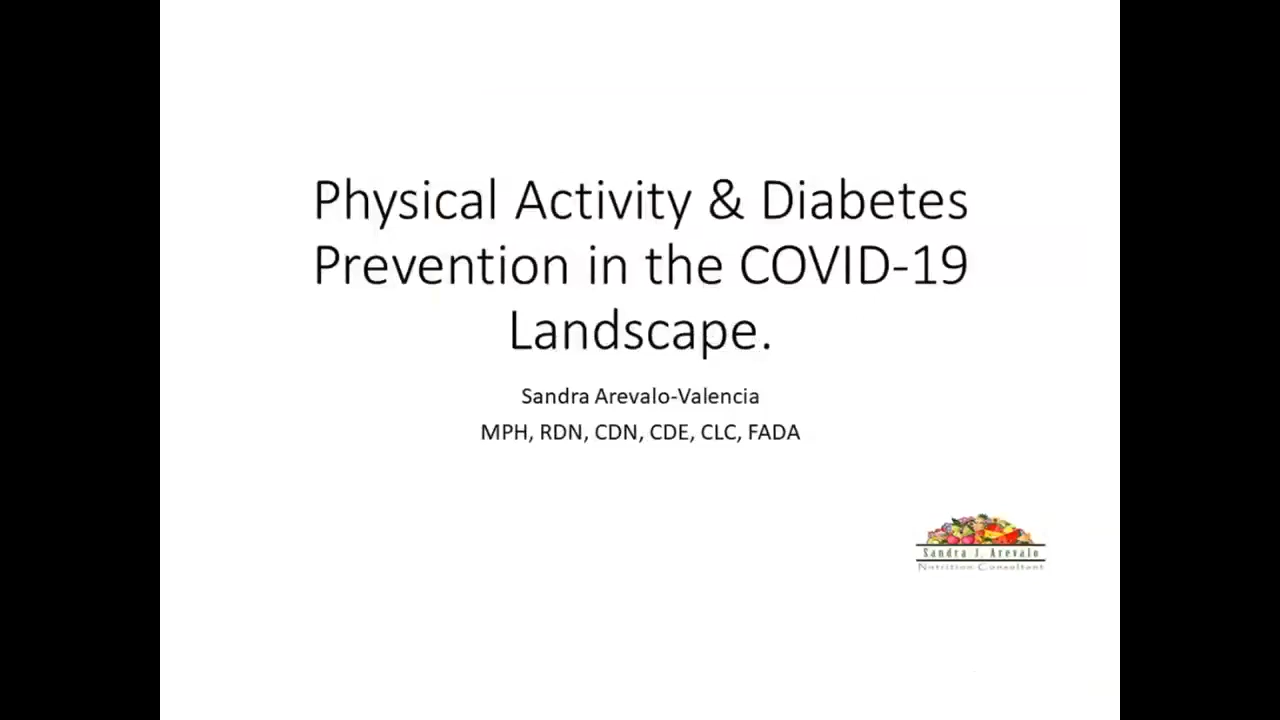 Physical Activity & Diabetes
Prevention in the COVID-19
Landscape.
Sandra Arevalo-Valencia
MPH, RDN, CDN, CDE, CLC, FADA
Sandra J. Arevalo
Nutrition Consultant